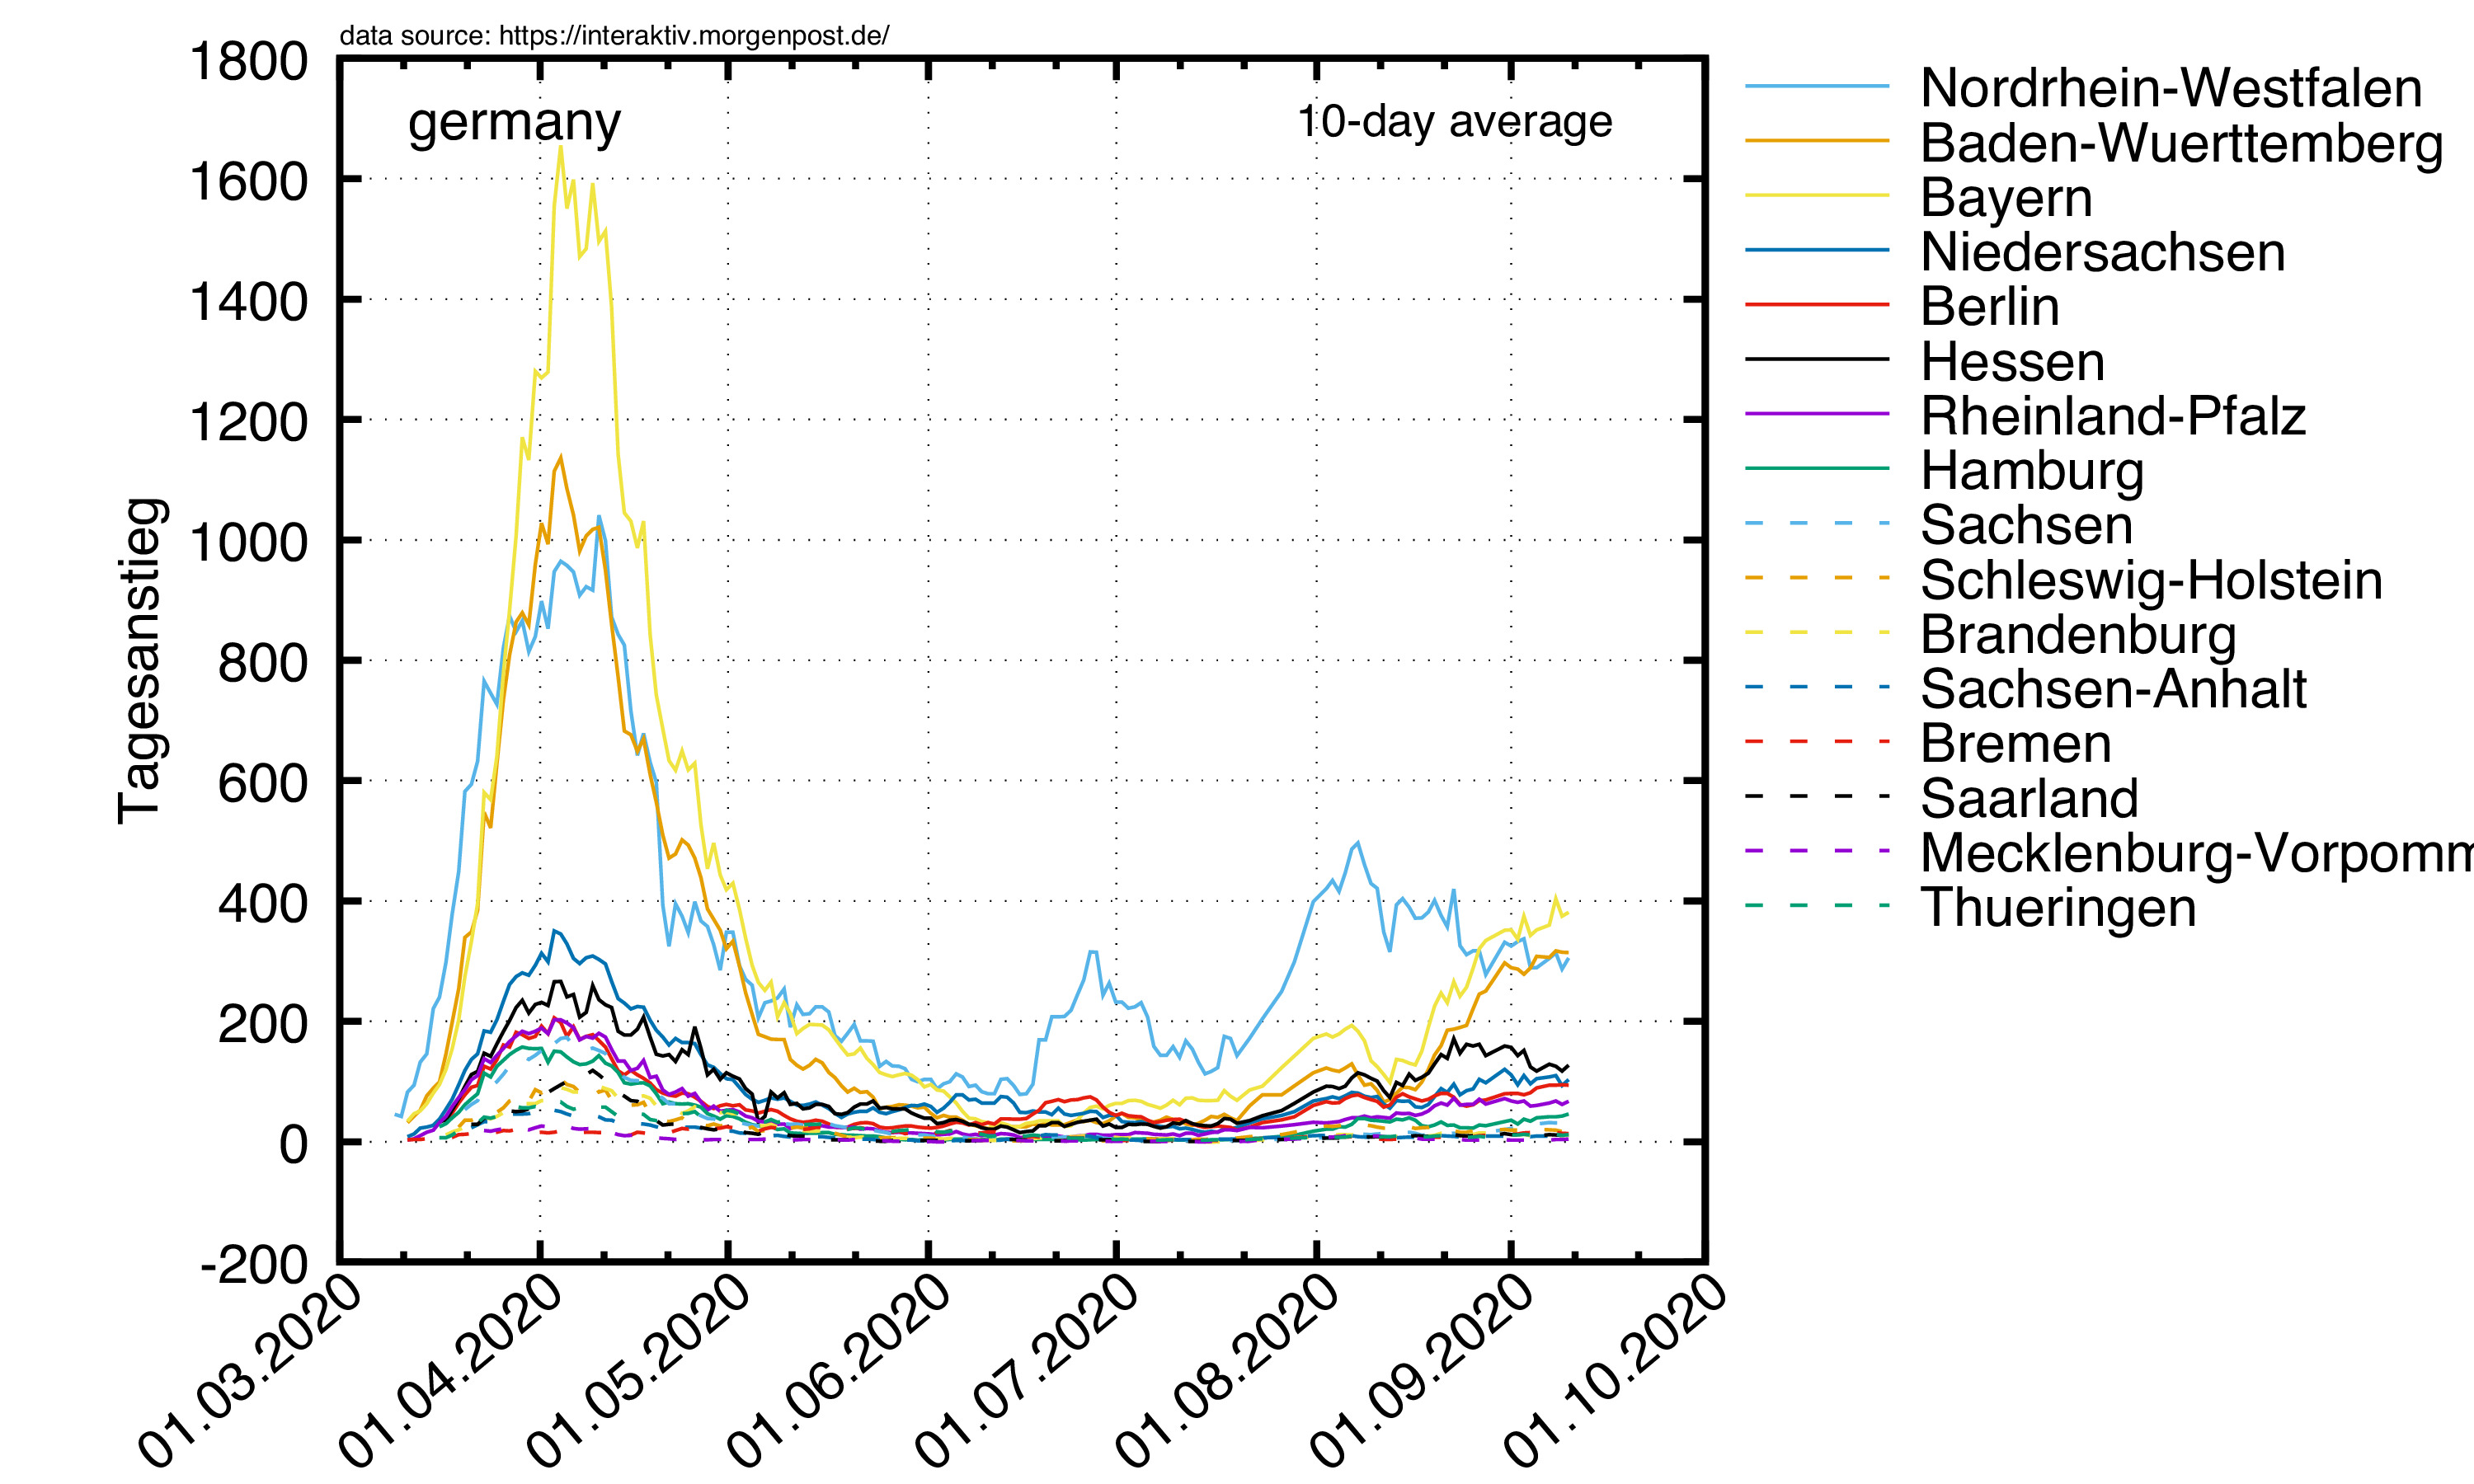 data source: https://interaktiv.morgenpost.de/
germany
10-day average
1800
1600
1400
1200
1000
800
600
400
200
0
-200
Tagesanstieg
01.03.2020
01.04.2020
01.05.2020
01.06.2020
01.07.2020
01.08.2020
01.09.2020
01.10.2020
Nordrhein-Westfalen
Baden-Wuerttemberg
Bayern
Niedersachsen
Berlin
Hessen
Rheinland-Pfalz
Hamburg
Sachsen
Schleswig-Holstein
Brandenburg
Sachsen-Anhalt
Bremen
Saarland
Mecklenburg-Vorpomm
Thueringen